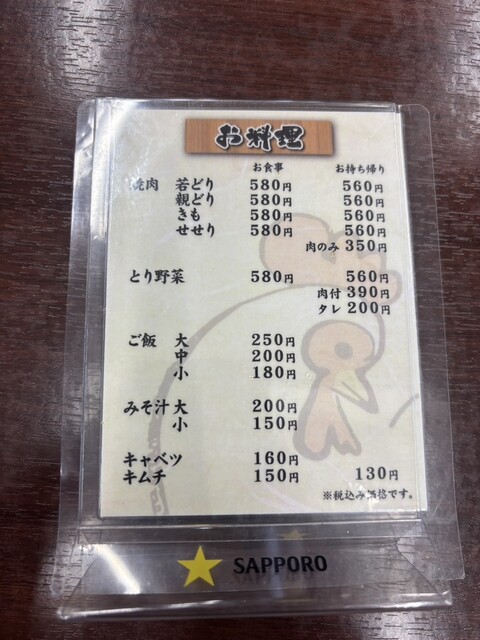 お料理
お食事 お持ち帰り
焼肉 若どり 580円 560円
親どり 580円 560円
きも 580円 560円
せせり 580円 560円
肉のみ 350円
とり野菜 580円 560円
肉付 390円
タレ 200円
ご飯 大 250円
中 200円
小 180円
みそ汁 大 200円
小 150円
キャベツ 160円
キムチ 150円 130円
※税込み価格です。
SAPPORO